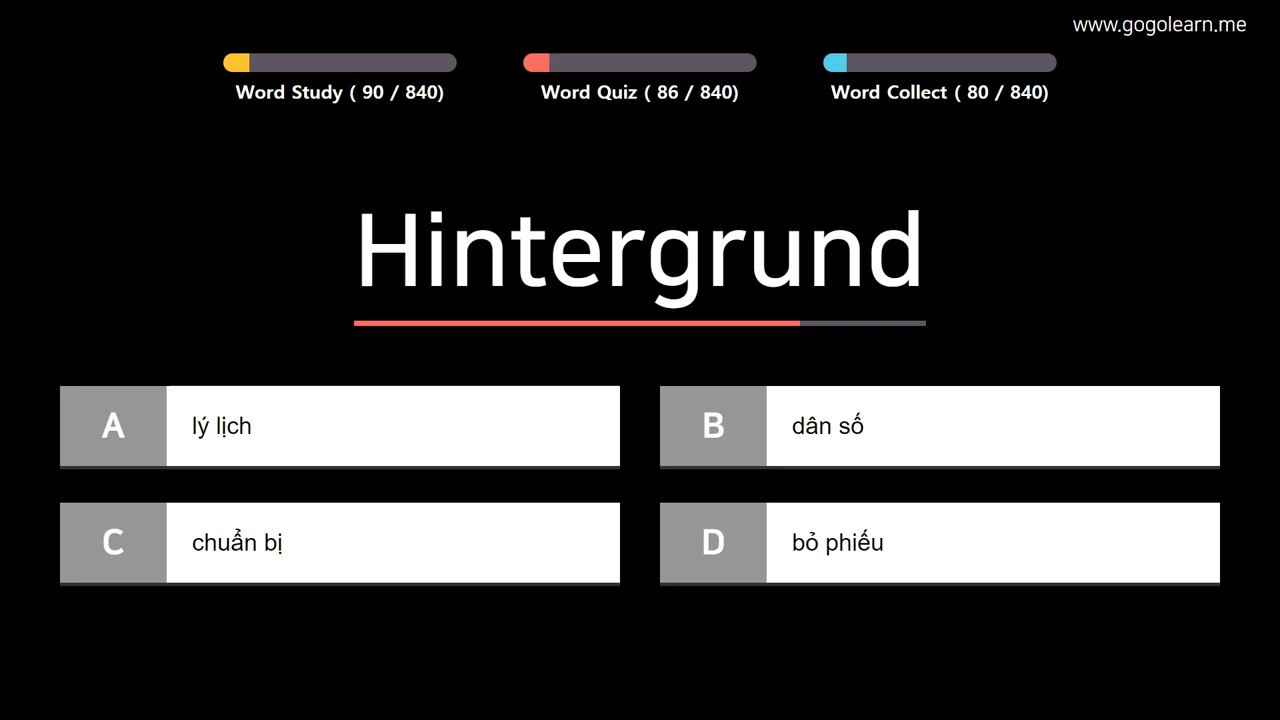 www.gogolearn.me
Word Study ( 90 / 840)
Word Quiz ( 86 / 840)
Word Collect ( 80 / 840)
Hintergrund
A lý lịch
B dân số
C chuẩn bị
D bỏ phiếu